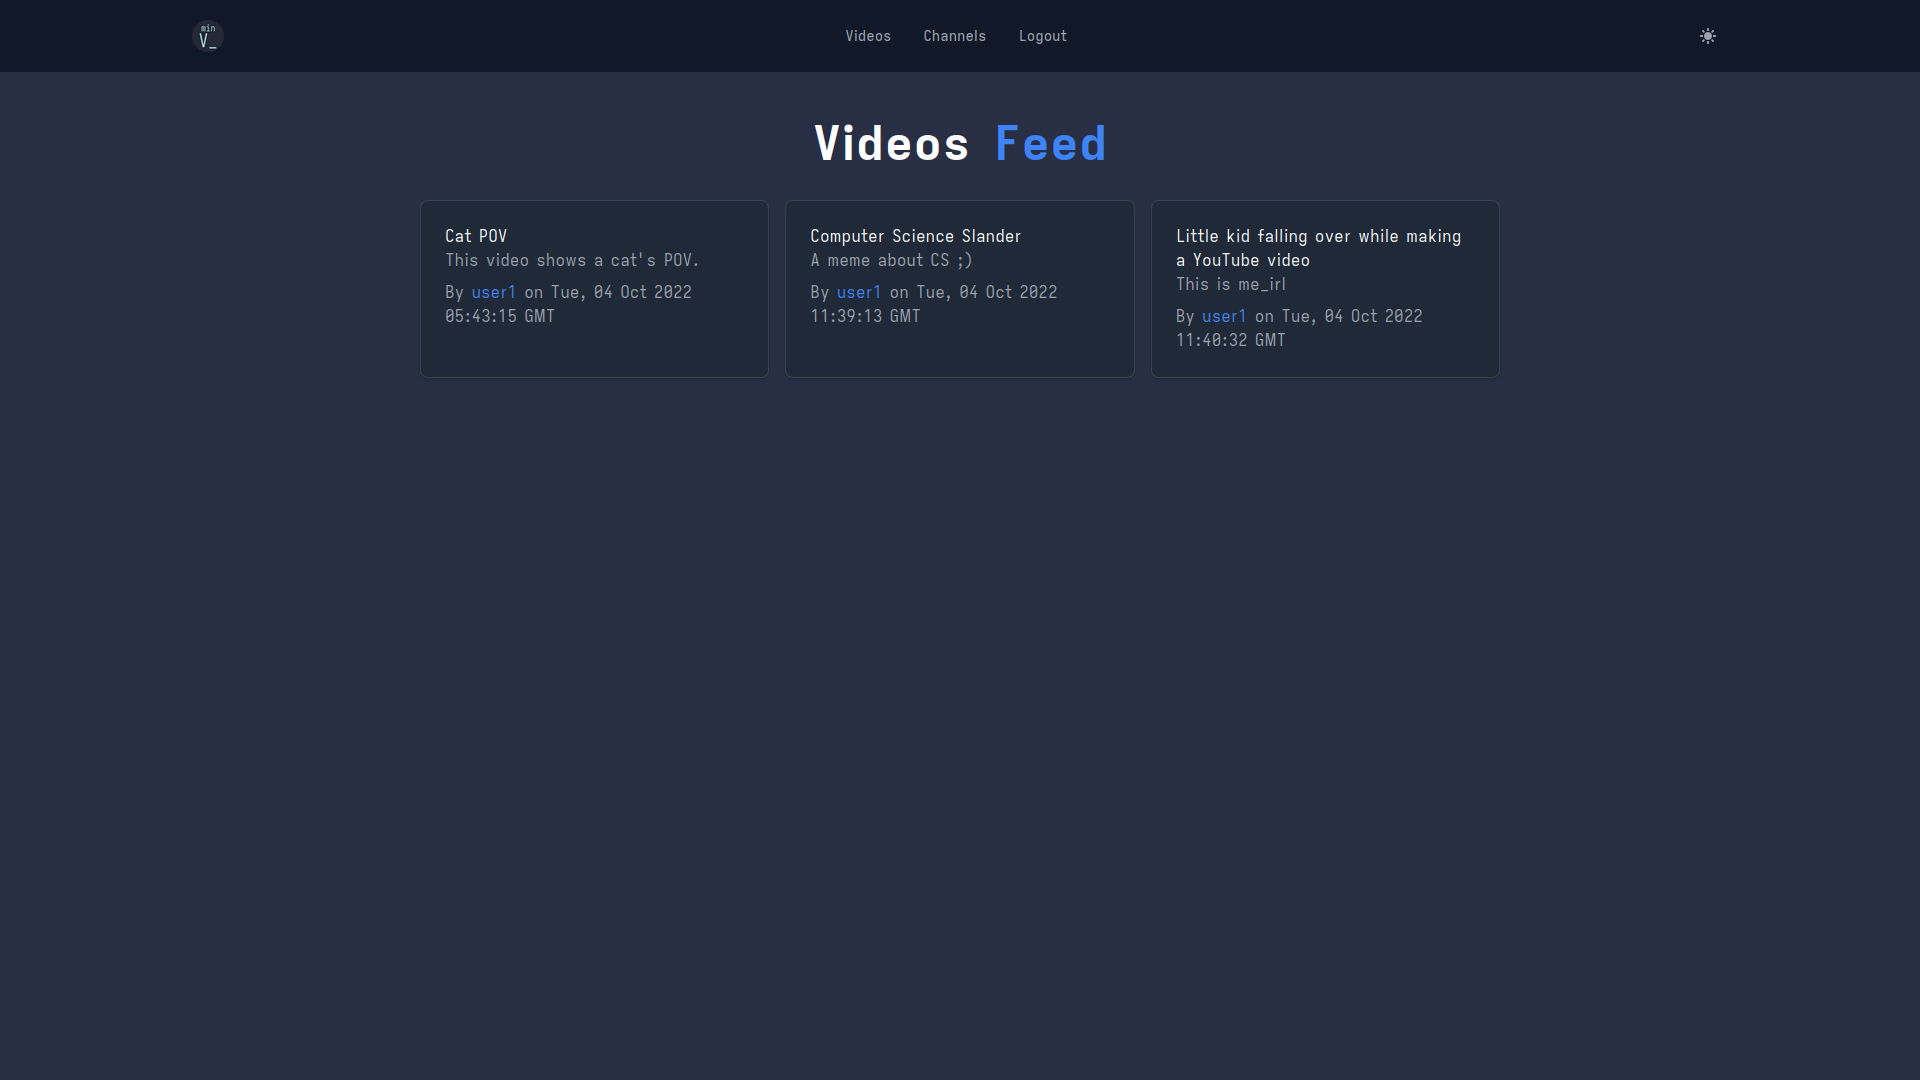 min
V_
Videos Channels Logout
Videos Feed
Cat POV
This video shows a cat's POV.
By user1 on Tue, 04 Oct 2022
05:43:15 GMT
Computer Science Slander
A meme about CS ;)
By user1 on Tue, 04 Oct 2022
11:39:13 GMT
Little kid falling over while making
a YouTube video
This is me_irl
By user1 on Tue, 04 Oct 2022
11:40:32 GMT